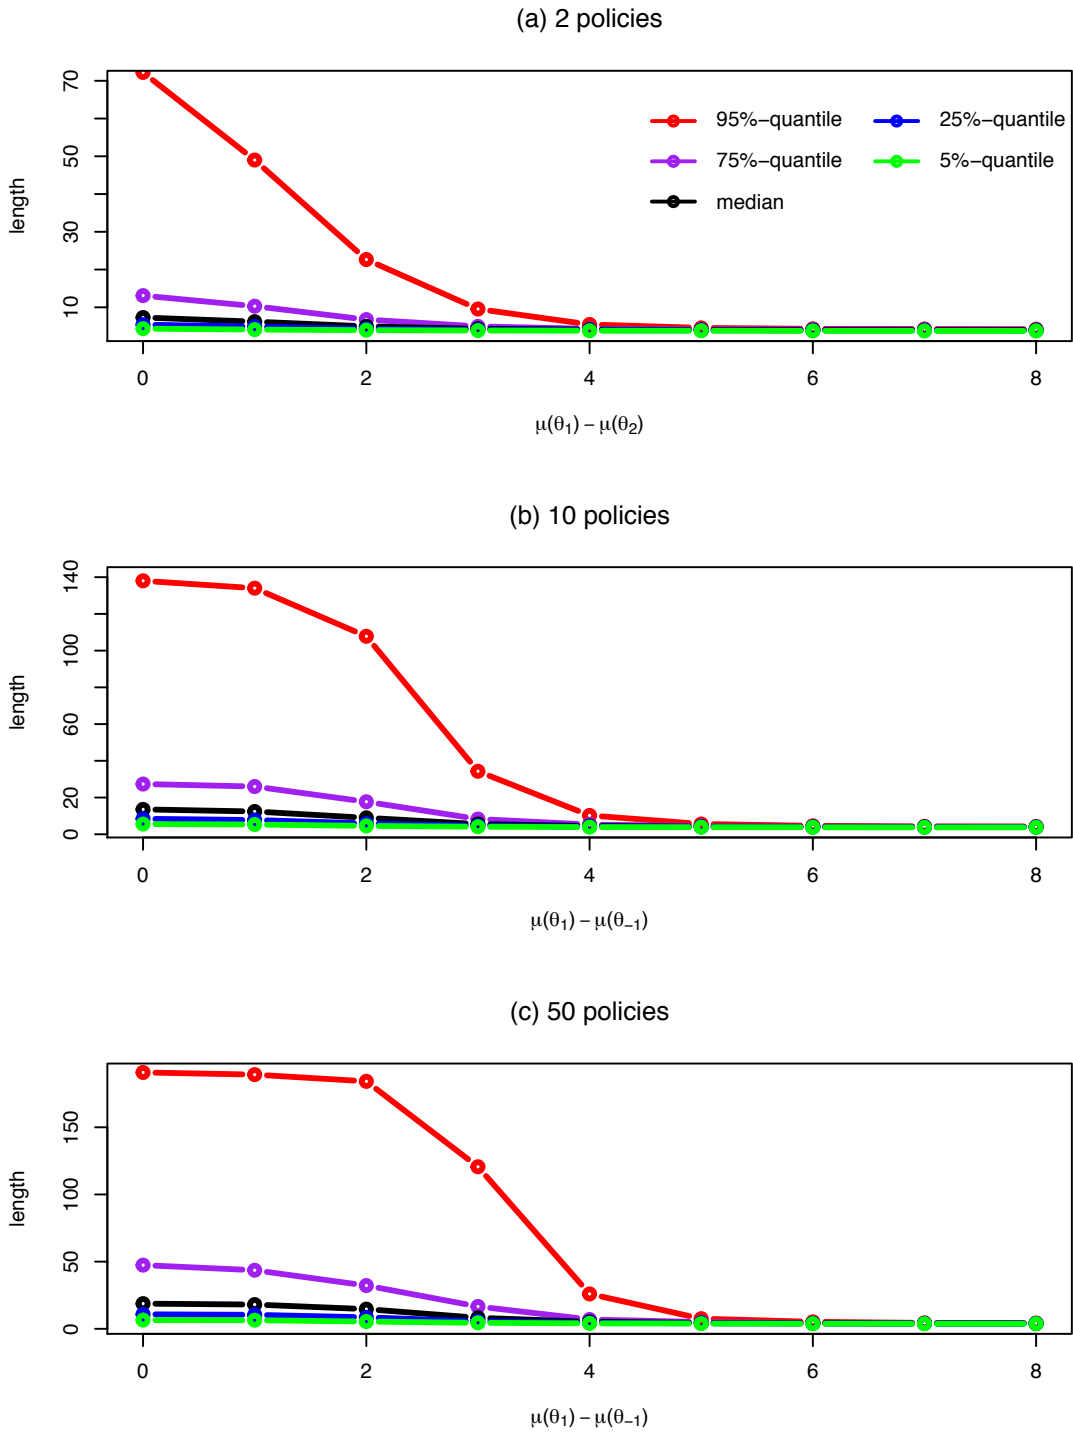 (a) 2 policies
70
50
30
10
length
95%−quantile
25%−quantile
75%−quantile
5%−quantile
median
0 2 4 6 8
μ(θ1) − μ(θ2)
(b) 10 policies
140
100
60
20
0
length
0 2 4 6 8
μ(θ1) − μ(θ−1)
(c) 50 policies
150
100
50
0
length
0 2 4 6 8
μ(θ1) − μ(θ−1)